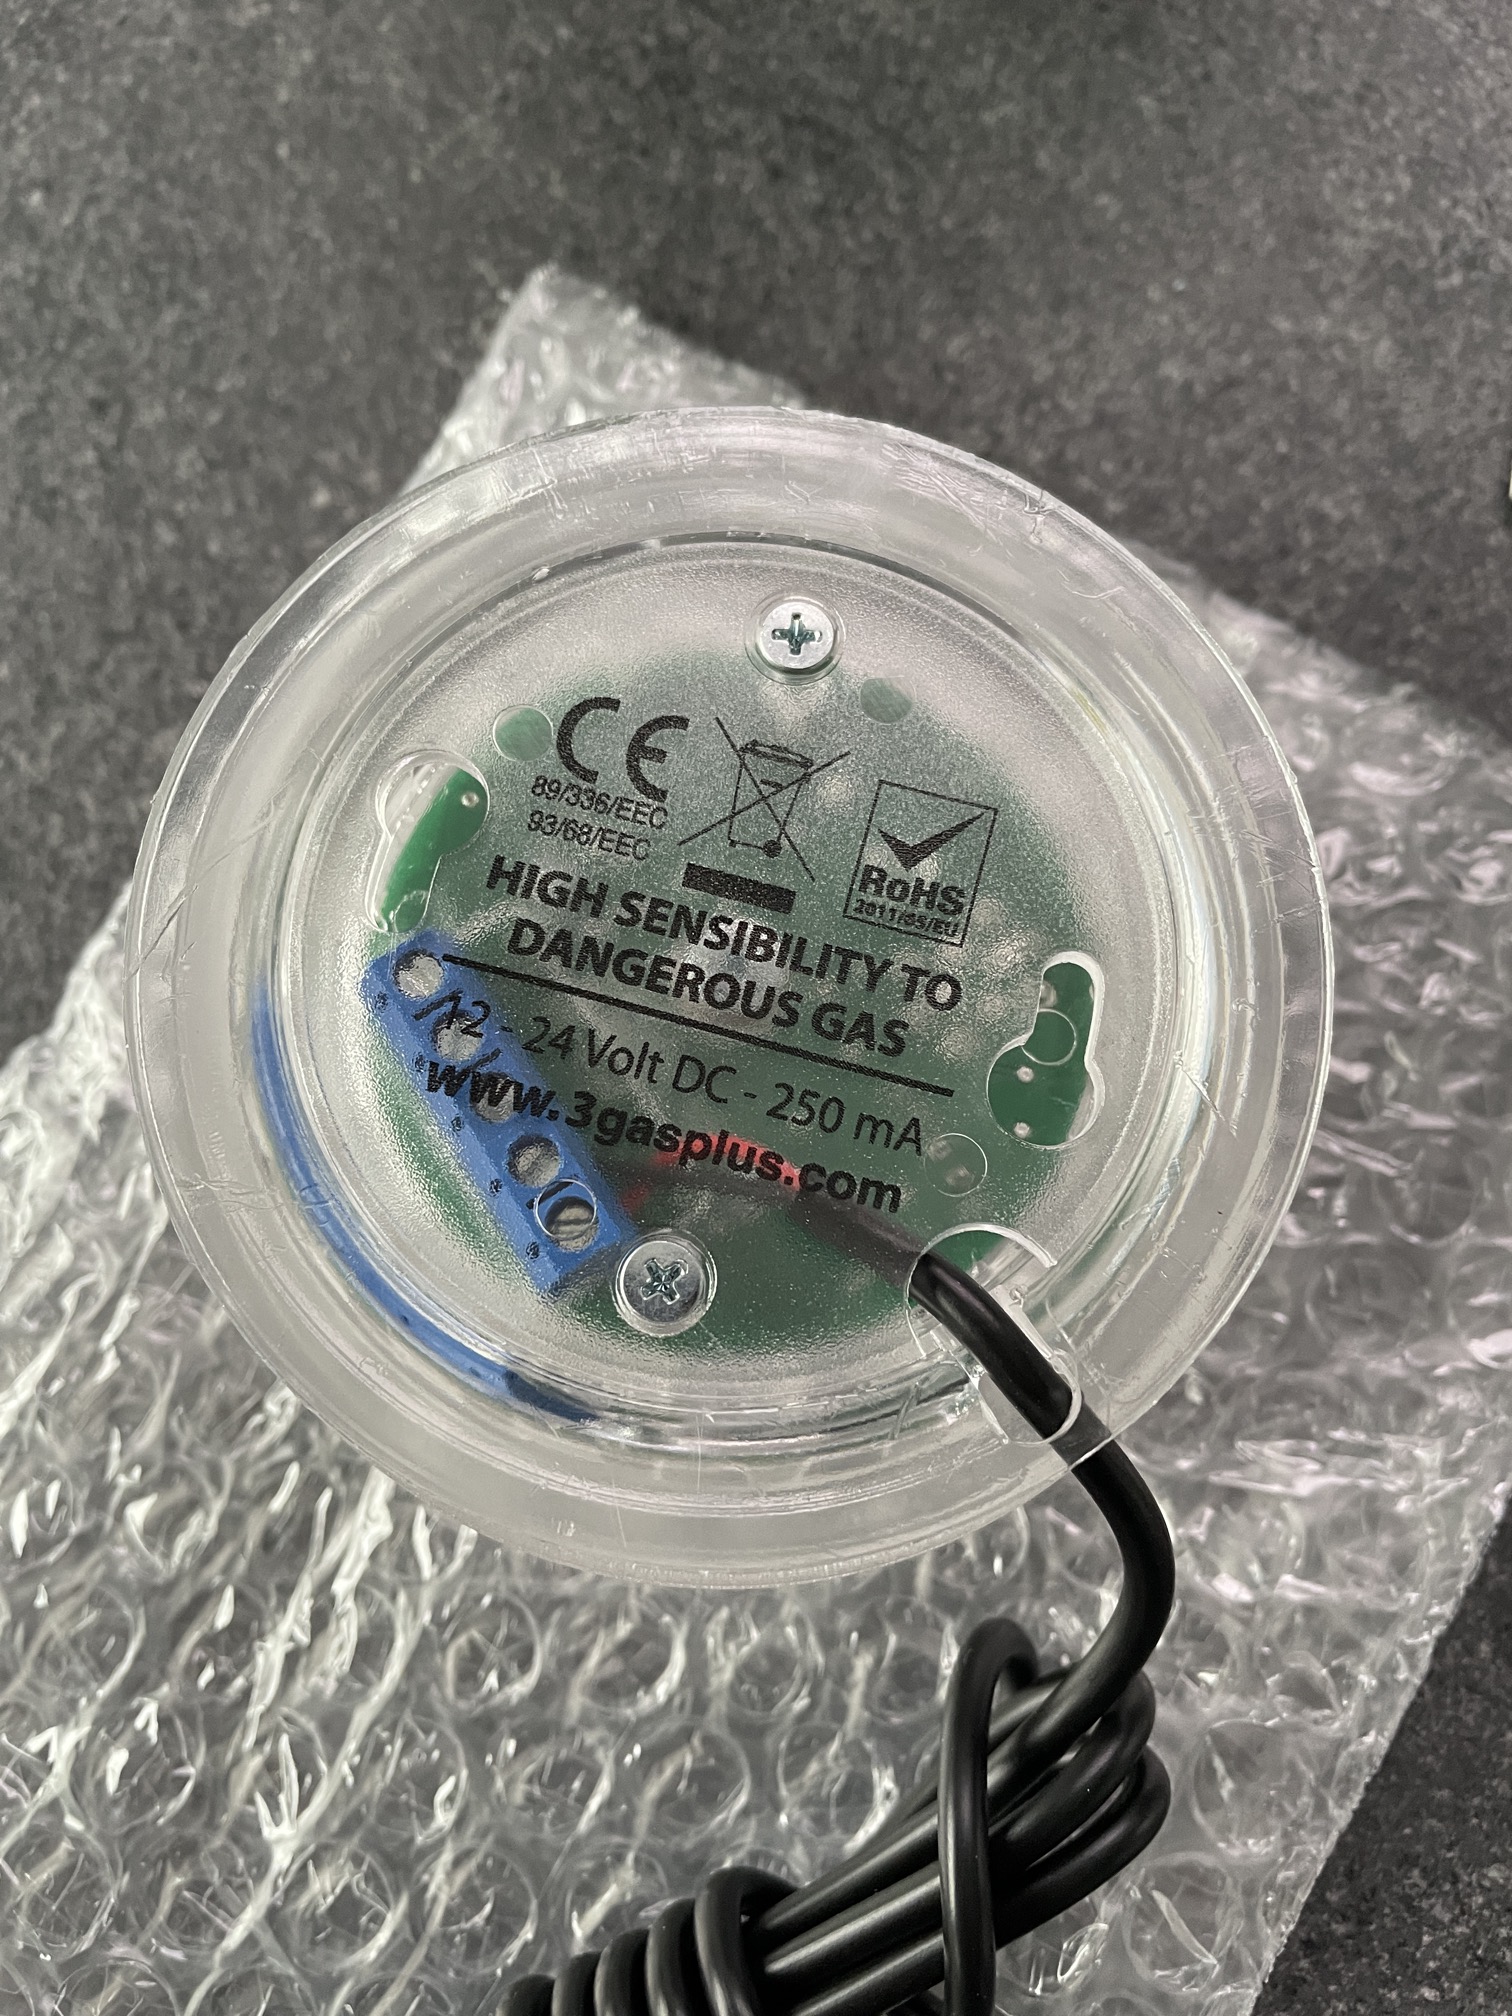 CE
89/336/EEC
93/68/EEC
RoHS
2011/65/EU
HIGH SENSIBILITY TO
DANGEROUS GAS
12 - 24 Volt DC - 250 mA
www.3gasplus.com